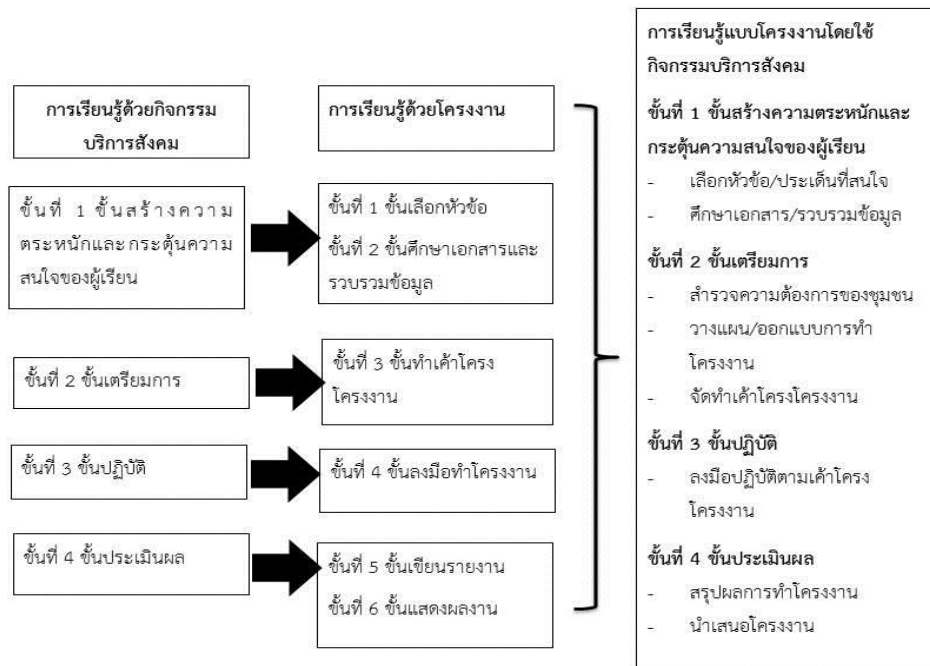 การเรียนรู้ด้วยกิจกรรม
บริการสังคม
ขั้นที่ 1 ขั้นสร้างความ
ตระหนักและกระตุ้นความ
สนใจของผู้เรียน
ขั้นที่ 2 ขั้นเตรียมการ
ขั้นที่ 3 ขั้นปฏิบัติ
ขั้นที่ 4 ขั้นประเมินผล
การเรียนรู้ด้วยโครงงาน
ขั้นที่ 1 ขั้นเลือกหัวข้อ
ขั้นที่ 2 ขั้นศึกษาเอกสารและ
รวบรวมข้อมูล
ขั้นที่ 3 ขั้นทำเค้าโครง
โครงงาน
ขั้นที่ 4 ขั้นลงมือทำโครงงาน
ขั้นที่ 5 ขั้นเขียนรายงาน
ขั้นที่ 6 ขั้นแสดงผลงาน
การเรียนรู้แบบโครงงานโดยใช้
กิจกรรมบริการสังคม
ขั้นที่ 1 ขั้นสร้างความตระหนักและ
กระตุ้นความสนใจของผู้เรียน
- เลือกหัวข้อ/ประเด็นที่สนใจ
- ศึกษาเอกสาร/รวบรวมข้อมูล
ขั้นที่ 2 ขั้นเตรียมการ
- สำรวจความต้องการของชุมชน
- วางแผน/ออกแบบการทำ
โครงงาน
- จัดทำเค้าโครงโครงงาน
ขั้นที่ 3 ขั้นปฏิบัติ
- ลงมือปฏิบัติตามเค้าโครง
โครงงาน
ขั้นที่ 4 ขั้นประเมินผล
- สรุปผลการทำโครงงาน
- นำเสนอโครงงาน